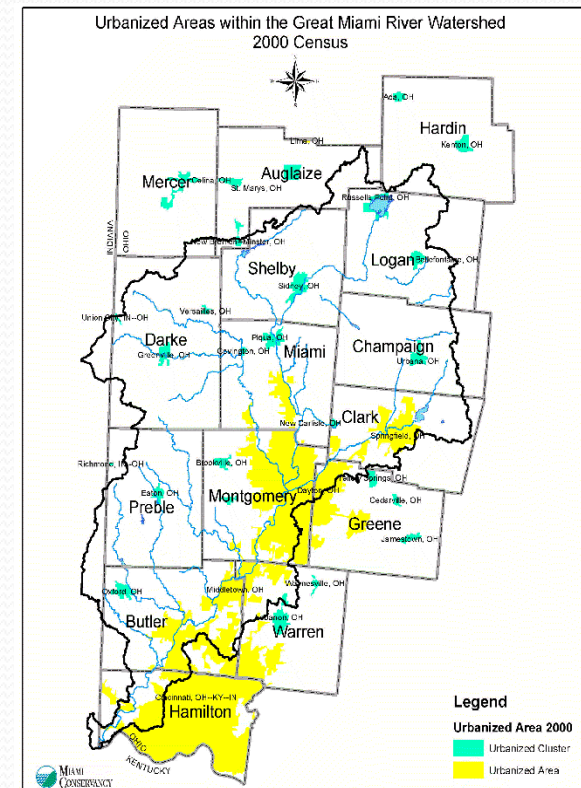 Urbanized Areas within the Great Miami River Watershed
2000 Census
Ada, OH
Hardin
Lima, OH
Kenton, OH
Auglaize
Mercer
Celina, OH
St. Marys, OH
Russells Point, OH
INDIANA
OHIO
New Bremen--Minster, OH
Logan
Bellefontaine, OH
Shelby
Sidney, OH
Versailles, OH
Union City, IN--OH
Darke
Piqua, OH
Champaign
Greenville, OH
Covington, OH
Miami
Urbana, OH
Clark
New Carlisle, OH
Springfield, OH
Richmond, IN--OH
Brookville, OH
Yellow Springs, OH
Eaton, OH
Dayton, OH
Preble
Montgomery
Cedarville, OH
Greene
Jamestown, OH
Waynesville, OH
Oxford, OH
Middletown, OH
Butler
Lebanon, OH
Warren
Cincinnati, OH--KY--IN
Hamilton
OHIO
KENTUCKY
Legend
Urbanized Area 2000
Urbanized Cluster
Urbanized Area
MIAMI
CONSERVANCY